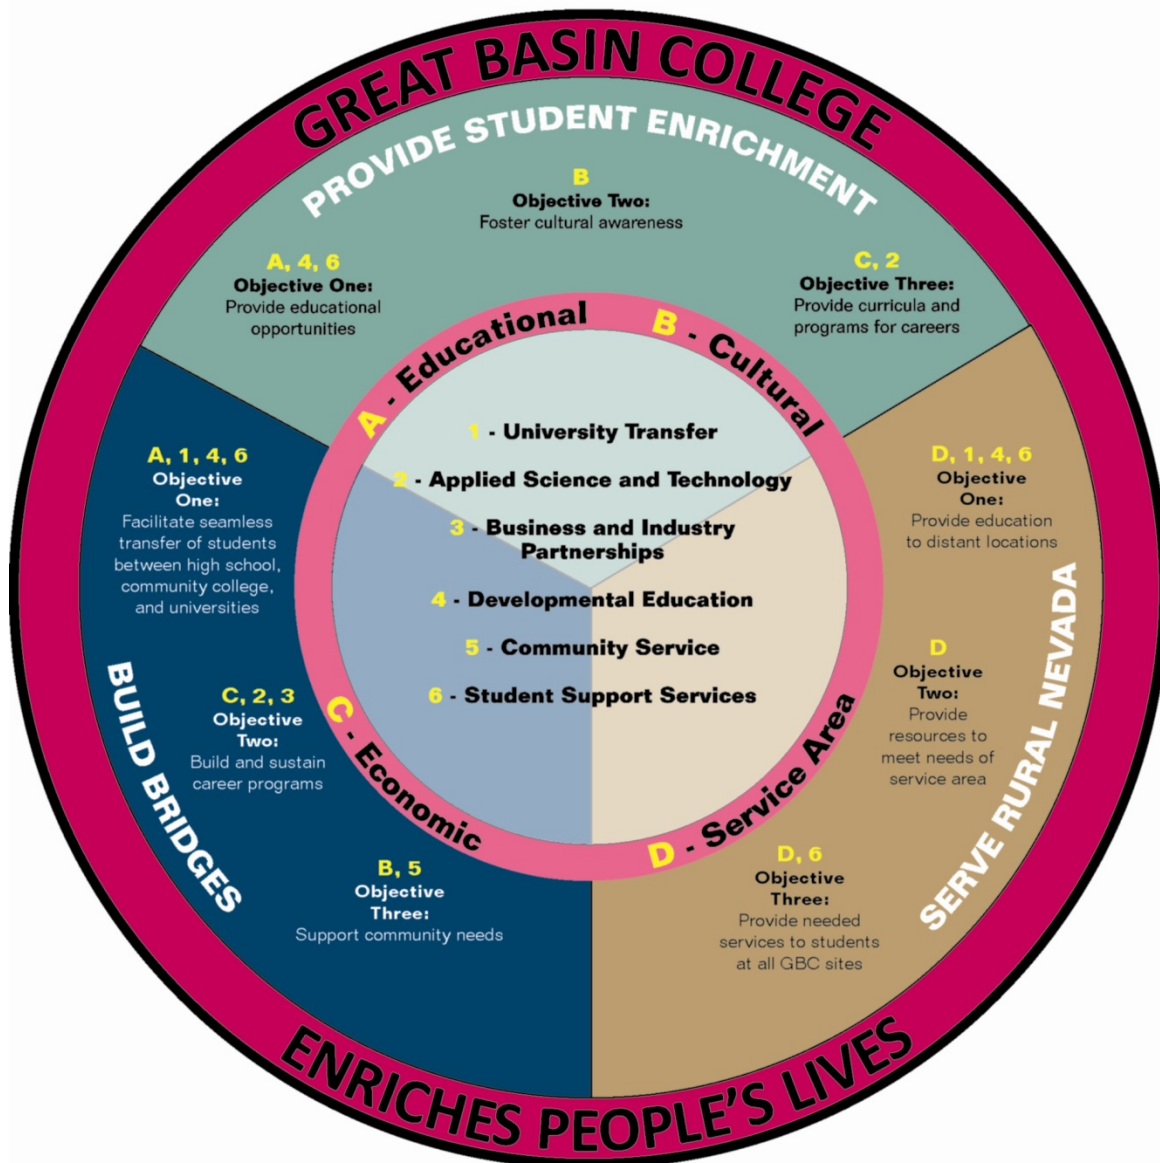 GREAT BASIN COLLEGE
PROVIDE STUDENT ENRICHMENT
B
Objective Two:
Foster cultural awareness
A, 4, 6
Objective One:
Provide educational
opportunities
C, 2
Objective Three:
Provide curricula and
programs for careers
A - Educational
B - Cultural
1 - University Transfer
2 - Applied Science and Technology
3 - Business and Industry
Partnerships
4 - Developmental Education
5 - Community Service
6 - Student Support Services
C - Economic
D - Service Area
A, 1, 4, 6
Objective
One:
Facilitate seamless
transfer of students
between high school,
community college,
and universities
BUILD BRIDGES
C, 2, 3
Objective
Two:
Build and sustain
career programs
B, 5
Objective
Three:
Support community needs
D, 1, 4, 6
Objective
One:
Provide education
to distant locations
SERVE RURAL NEVADA
D
Objective
Two:
Provide
resources to
meet needs of
service area
D, 6
Objective
Three:
Provide needed
services to students
at all GBC sites
ENRICHES PEOPLE'S LIVES